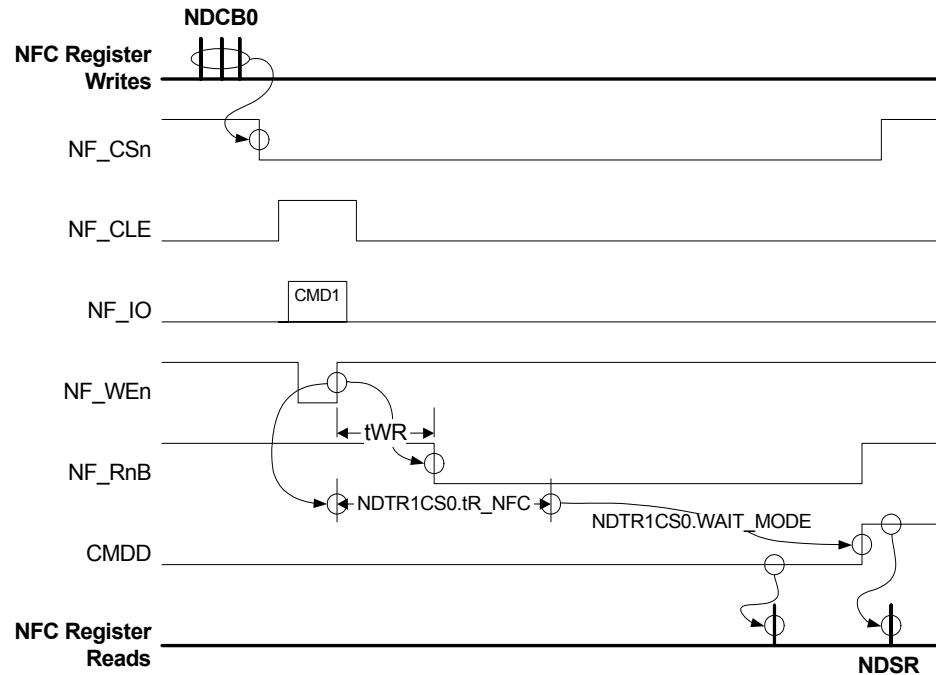 NDCB0
NFC Register
Writes
NF_CSn
NF_CLE
NF_IO
CMD1
NF_WEn
tWR
NF_RnB
NDTR1CS0.tR_NFC
NDTR1CS0.WAIT_MODE
CMDD
NFC Register
Reads
NDSR